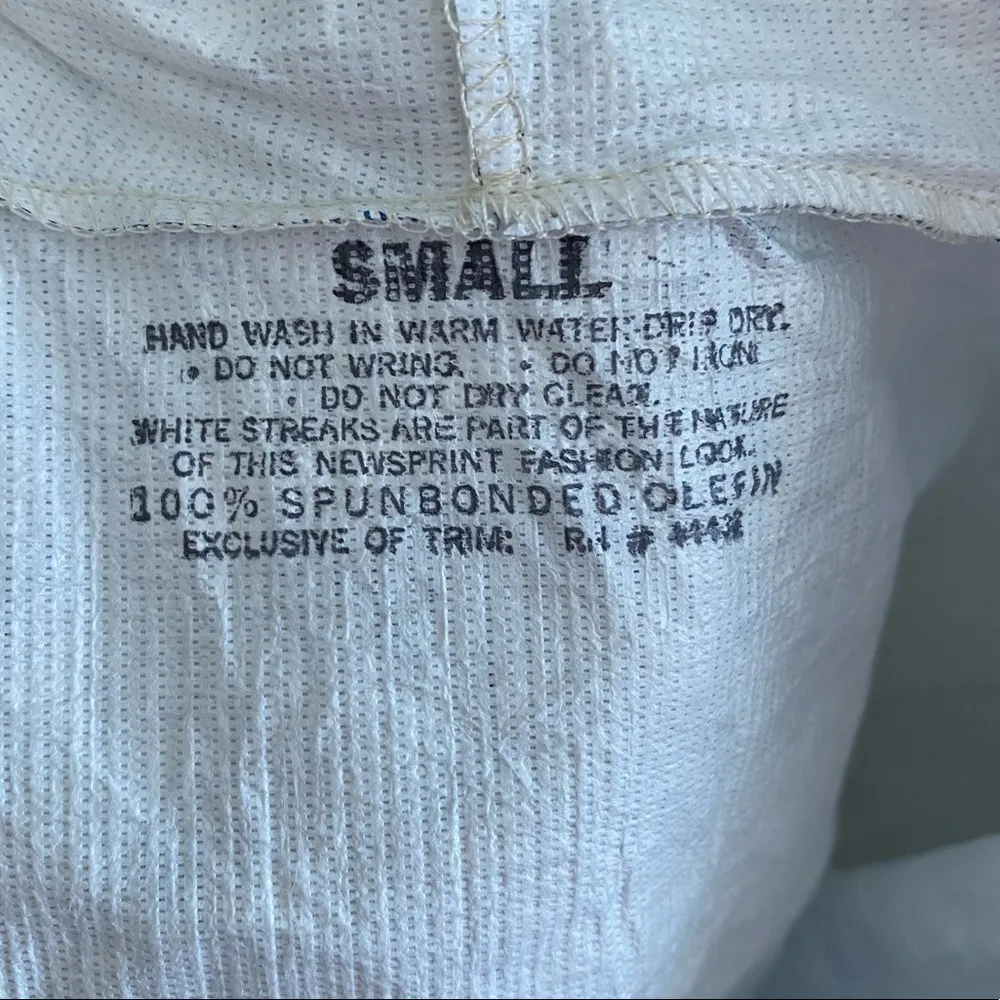 SMALL
HAND WASH IN WARM WATER-DRIP DRY.
• DO NOT WRING. • DO NOT IRON
• DO NOT DRY CLEAN.
WHITE STREAKS ARE PART OF THE NATURE
OF THIS NEWSPRINT FASHION LOOK.
100% SPUNBONDED OLEFIN
EXCLUSIVE OF TRIM. RN #